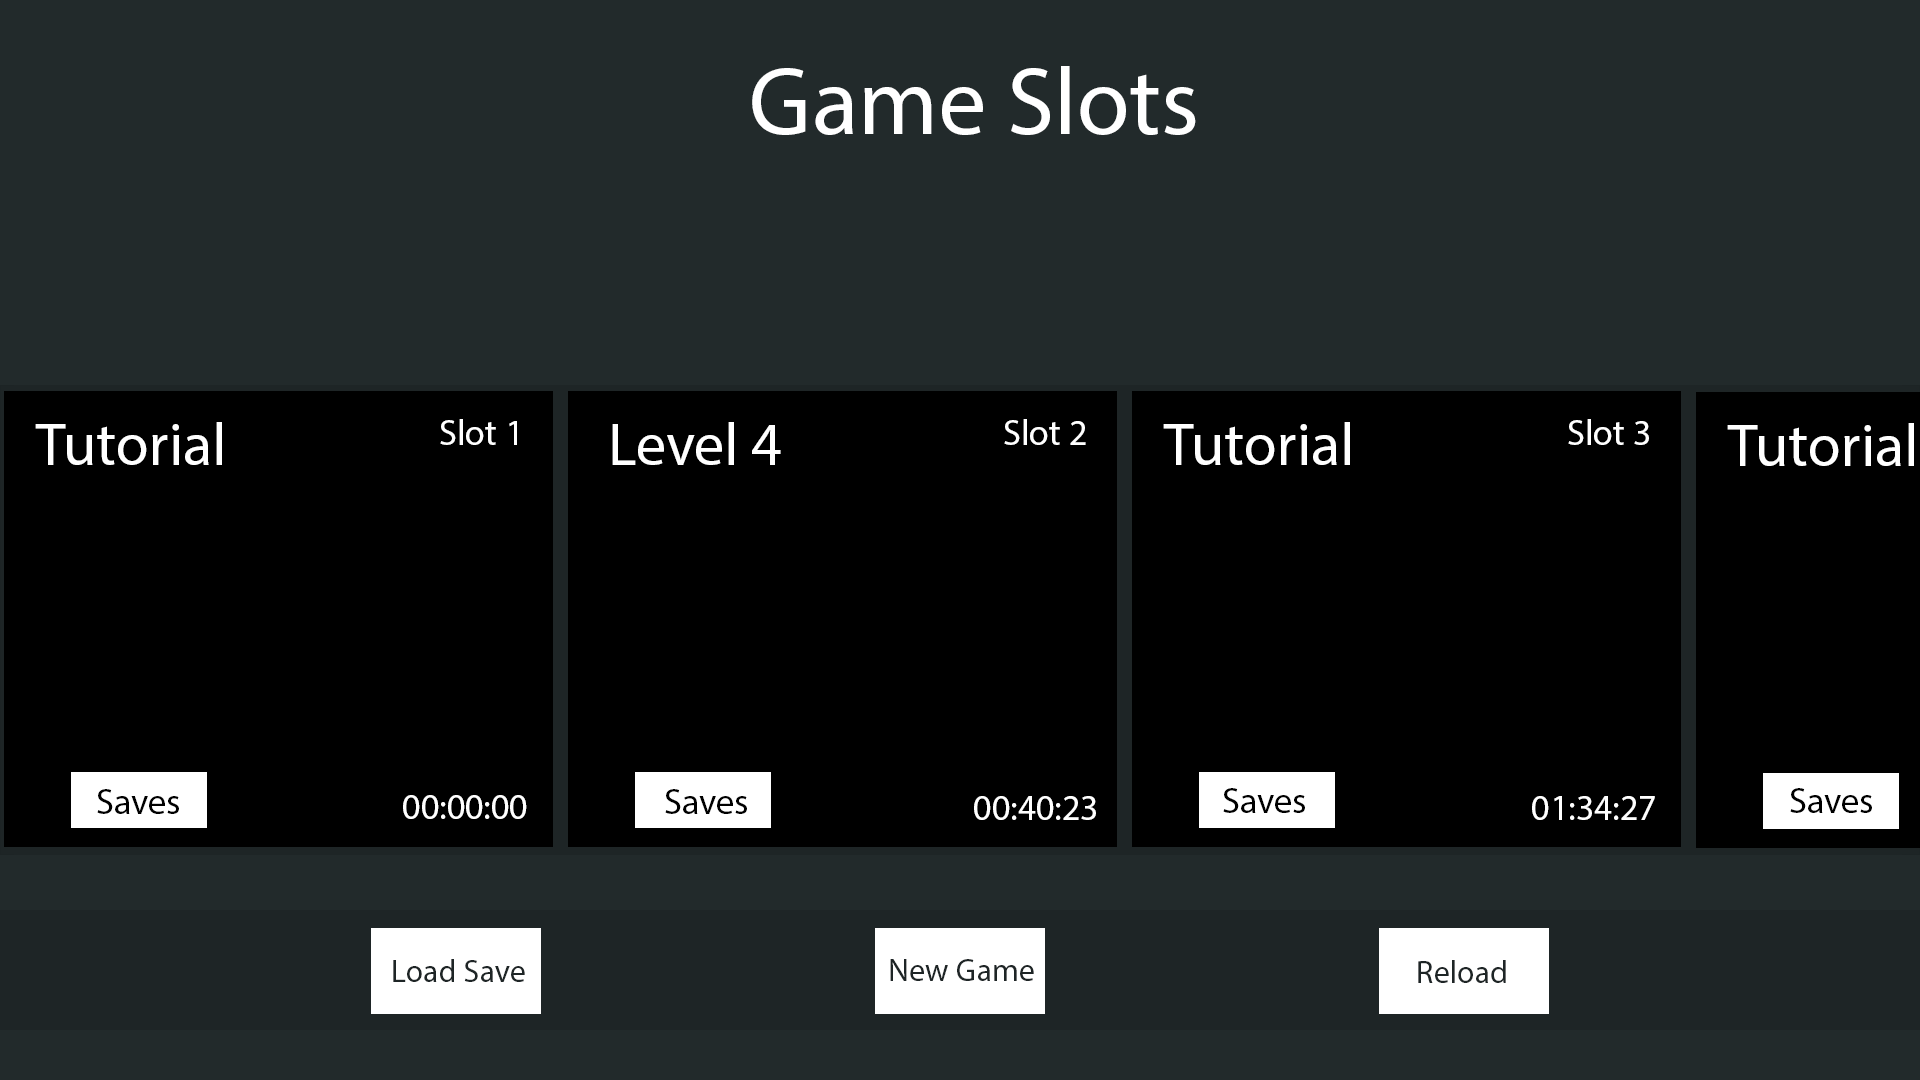 Game Slots
Tutorial
Slot 1
Saves
00:00:00
Level 4
Slot 2
Saves
00:40:23
Tutorial
Slot 3
Saves
01:34:27
Tutorial
Saves
Load Save
New Game
Reload